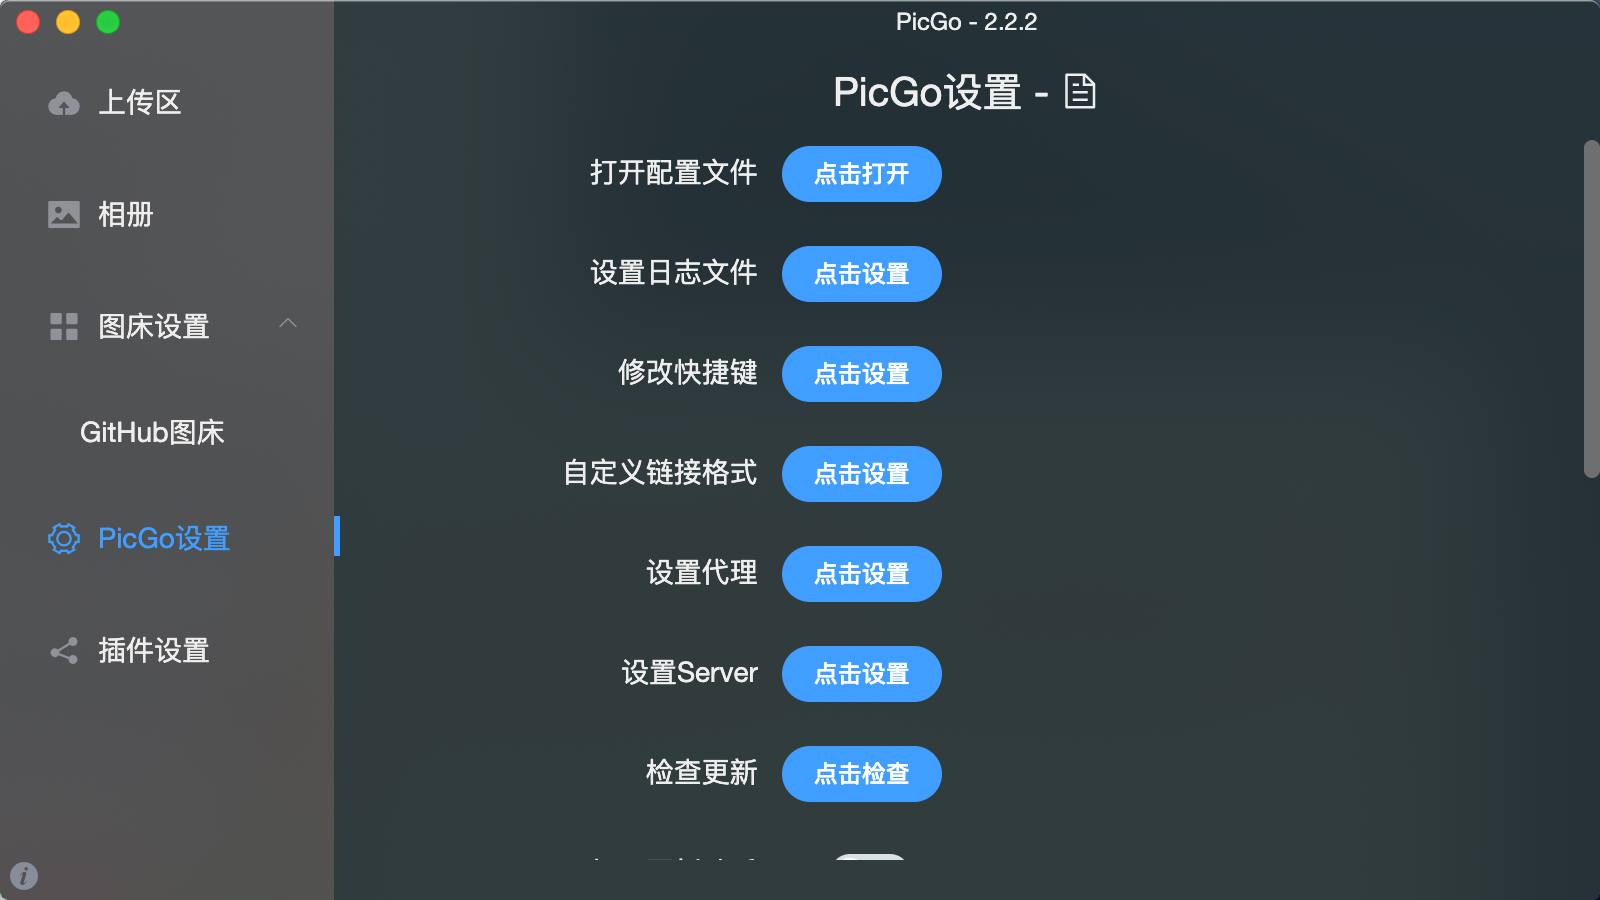 PicGo - 2.2.2
上传区
相册
图床设置
GitHub图床
PicGo设置
插件设置
PicGo设置 -
打开配置文件 点击打开
设置日志文件 点击设置
修改快捷键 点击设置
自定义链接格式 点击设置
设置代理 点击设置
设置Server 点击设置
检查更新 点击检查